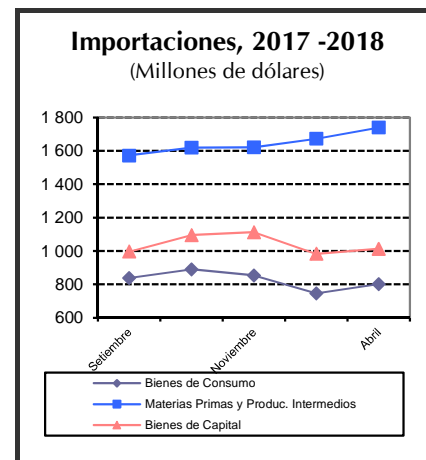 Importaciones, 2017 -2018
(Millones de dólares)
1 800
1 600
1 400
1 200
1 000
800
600
Setiembre
Noviembre
Abril
Bienes de Consumo
Materias Primas y Produc. Intermedios
Bienes de Capital